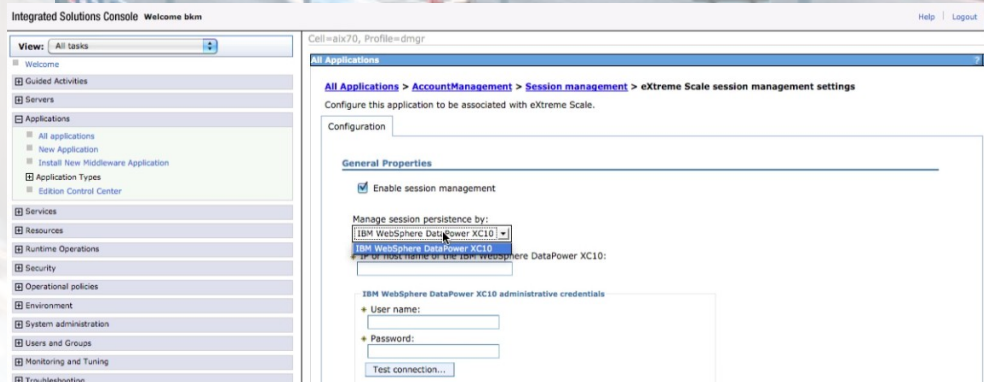 Integrated Solutions Console Welcome bkm
Help Logout
View: All tasks
Welcome
Guided Activities
Servers
Applications
All applications
New Application
Install New Middleware Application
Application Types
Edition Control Center
Services
Resources
Runtime Operations
Security
Operational policies
Environment
System administration
Users and Groups
Monitoring and Tuning
Troubleshooting
Cell=aix70, Profile=dmgr
All Applications
?
All Applications > AccountManagement > Session management > eXtreme Scale session management settings
Configure this application to be associated with eXtreme Scale.
Configuration
General Properties
Enable session management
Manage session persistence by:
IBM WebSphere DataPower XC10
IBM WebSphere DataPower XC10
IP or host name of the IBM WebSphere DataPower XC10:
IBM WebSphere DataPower XC10 administrative credentials
User name:
Password:
Test connection...